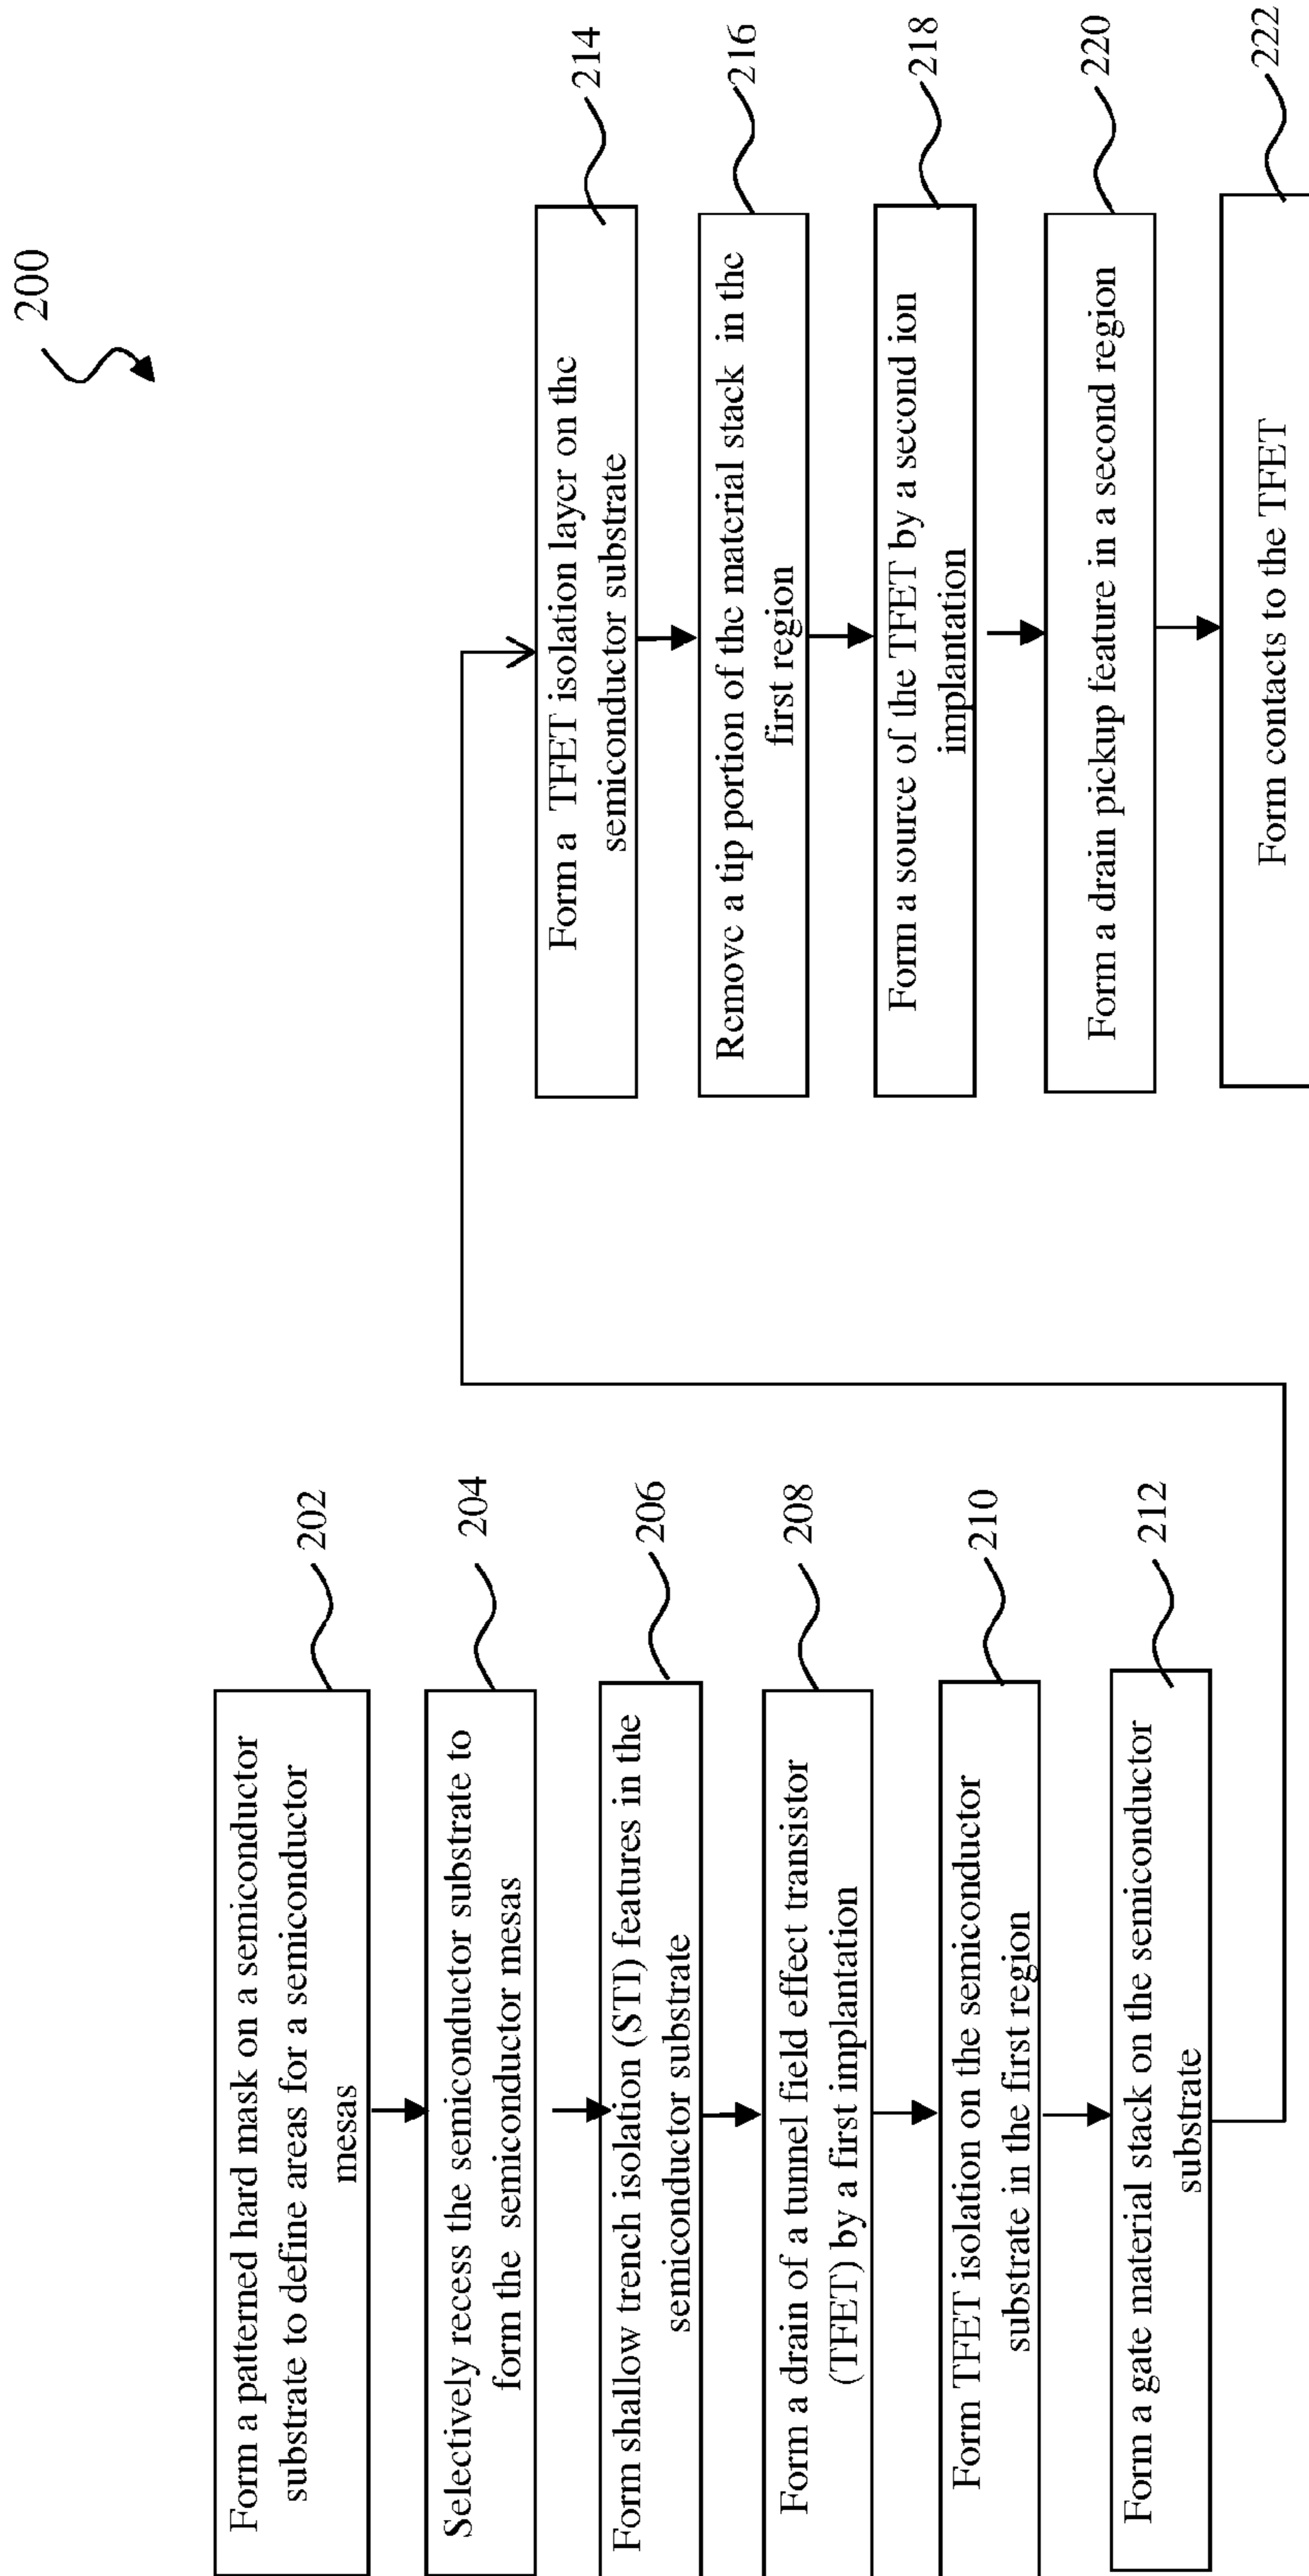 200
Form a patterned hard mask on a semiconductor
substrate to define areas for a semiconductor
mesas
202
Selectively recess the semiconductor substrate to
form the semiconductor mesas
204
Form shallow trench isolation (STI) features in the
semiconductor substrate
206
Form a drain of a tunnel field effect transistor
(TFET) by a first implantation
208
Form TFET isolation on the semiconductor
substrate in the first region
210
Form a gate material stack on the semiconductor
substrate
212
Form a TFET isolation layer on the
semiconductor substrate
214
Remove a tip portion of the material stack in the
first region
216
Form a source of the TFET by a second ion
implantation
218
Form a drain pickup feature in a second region
220
Form contacts to the TFET
222